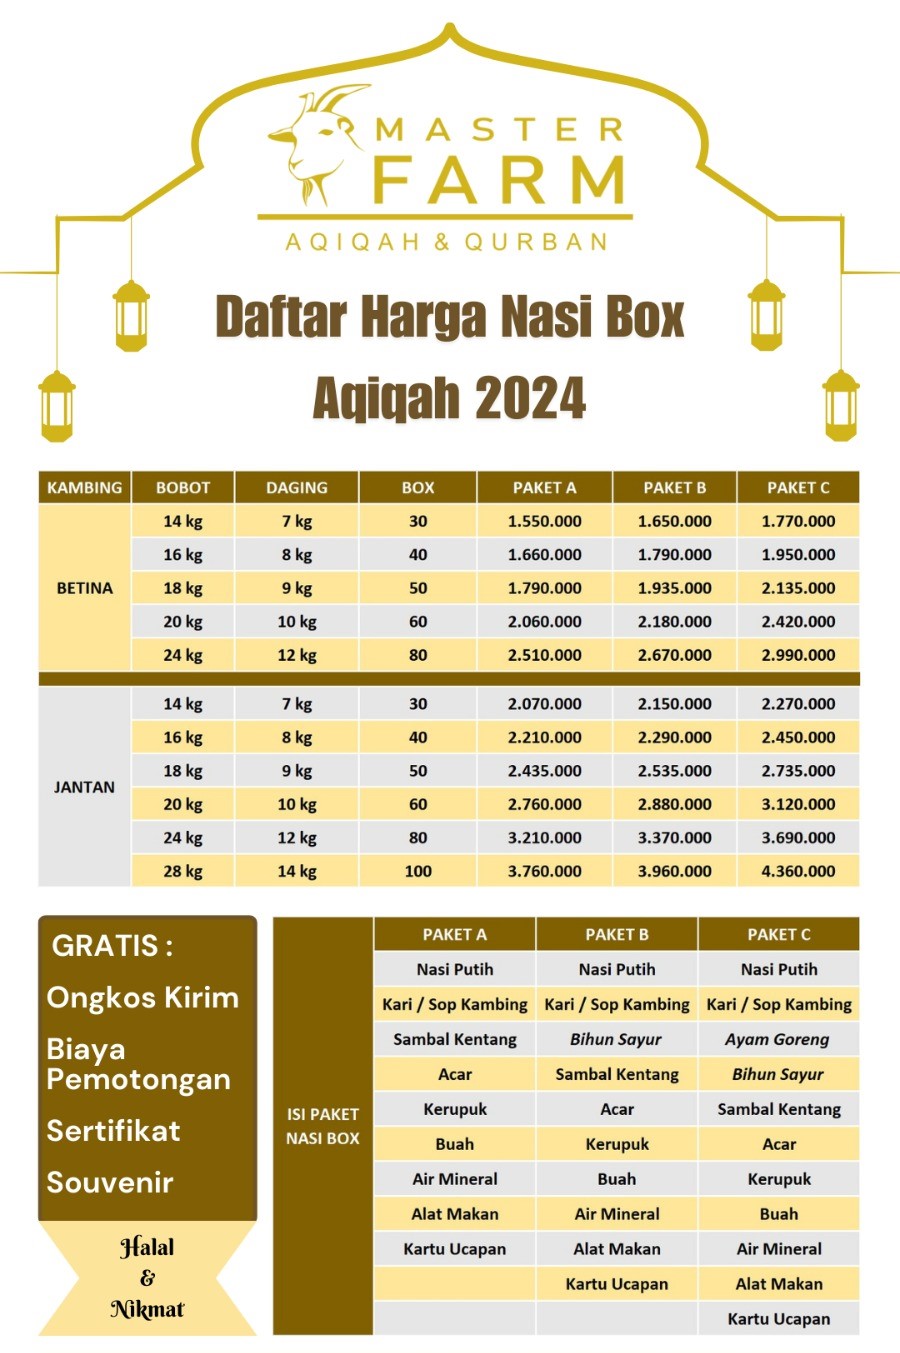 MASTER
FARM
AQIQAH & QURBAN
Daftar Harga Nasi Box
Aqiqah 2024
KAMBING BOBOT DAGING BOX PAKET A PAKET B PAKET C
BETINA
14 kg 7 kg 30 1.550.000 1.650.000 1.770.000
16 kg 8 kg 40 1.660.000 1.790.000 1.950.000
18 kg 9 kg 50 1.790.000 1.935.000 2.135.000
20 kg 10 kg 60 2.060.000 2.180.000 2.420.000
24 kg 12 kg 80 2.510.000 2.670.000 2.990.000
JANTAN
14 kg 7 kg 30 2.070.000 2.150.000 2.270.000
16 kg 8 kg 40 2.210.000 2.290.000 2.450.000
18 kg 9 kg 50 2.435.000 2.535.000 2.735.000
20 kg 10 kg 60 2.760.000 2.880.000 3.120.000
24 kg 12 kg 80 3.210.000 3.370.000 3.690.000
28 kg 14 kg 100 3.760.000 3.960.000 4.360.000
GRATIS :
Ongkos Kirim
Biaya
Pemotongan
Sertifikat
Souvenir
Halal
&
Nikmat
ISI PAKET
NASI BOX
PAKET A PAKET B PAKET C
Nasi Putih Nasi Putih Nasi Putih
Kari / Sop Kambing Kari / Sop Kambing Kari / Sop Kambing
Sambal Kentang Bihun Sayur Ayam Goreng
Acar Sambal Kentang Bihun Sayur
Kerupuk Acar Sambal Kentang
Buah Kerupuk Acar
Air Mineral Buah Kerupuk
Alat Makan Air Mineral Buah
Kartu Ucapan Alat Makan Air Mineral
Kartu Ucapan Alat Makan
Kartu Ucapan